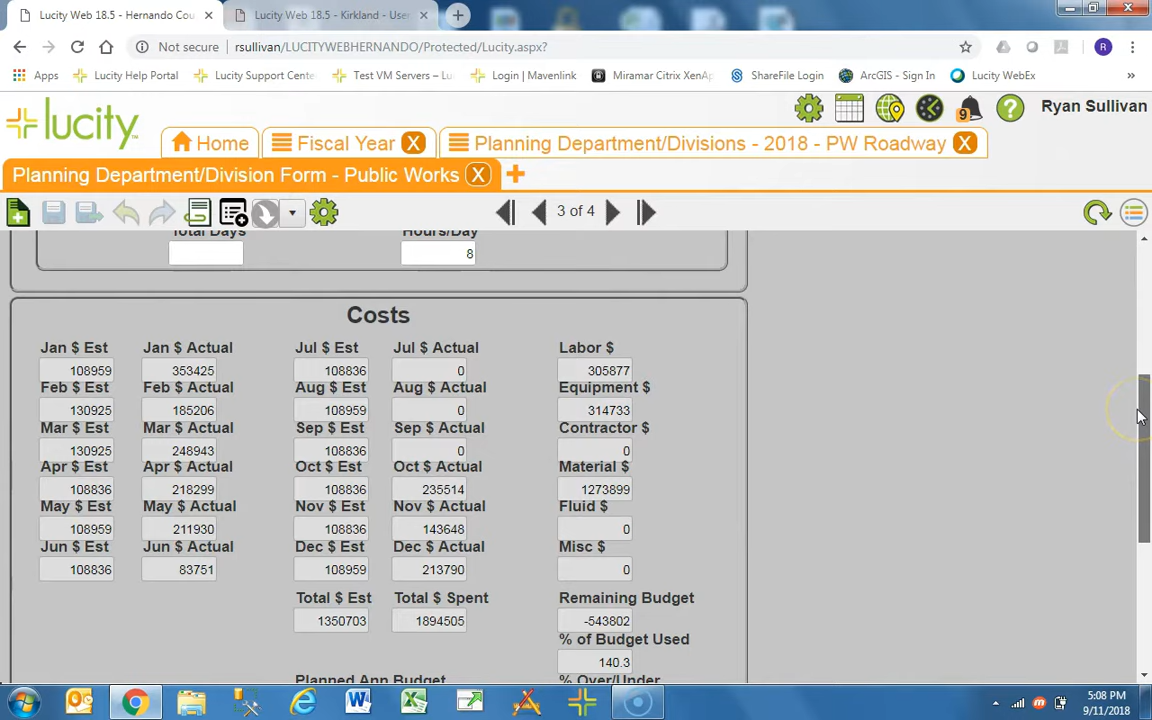 Lucity Web 18.5 - Hernando Cou
Lucity Web 18.5 - Kirkland - User
Not secure rsullivan/LUCITYWEBHERNANDO/Protected/Lucity.aspx?
R
Apps Lucity Help Portal Lucity Support Cente Test VM Servers – Lu Login | Mavenlink Miramar Citrix XenAp ShareFile Login ArcGIS - Sign In Lucity WebEx »
lucity
Home
Fiscal Year X
Planning Department/Divisions - 2018 - PW Roadway X
9
Ryan Sullivan
Planning Department/Division Form - Public Works X
3 of 4
Total Days Hours/Day
8
Costs
Jan $ Est Jan $ Actual Jul $ Est Jul $ Actual Labor $
108959 353425 108836 0 305877
Feb $ Est Feb $ Actual Aug $ Est Aug $ Actual Equipment $
130925 185206 108959 0 314733
Mar $ Est Mar $ Actual Sep $ Est Sep $ Actual Contractor $
130925 248943 108836 0 0
Apr $ Est Apr $ Actual Oct $ Est Oct $ Actual Material $
108836 218299 108836 235514 1273899
May $ Est May $ Actual Nov $ Est Nov $ Actual Fluid $
108959 211930 108836 143648 0
Jun $ Est Jun $ Actual Dec $ Est Dec $ Actual Misc $
108836 83751 108959 213790 0
Total $ Est Total $ Spent Remaining Budget
1350703 1894505 -543802
% of Budget Used
140.3
Planned Ann Budget % Over/Under
5:08 PM
9/11/2018